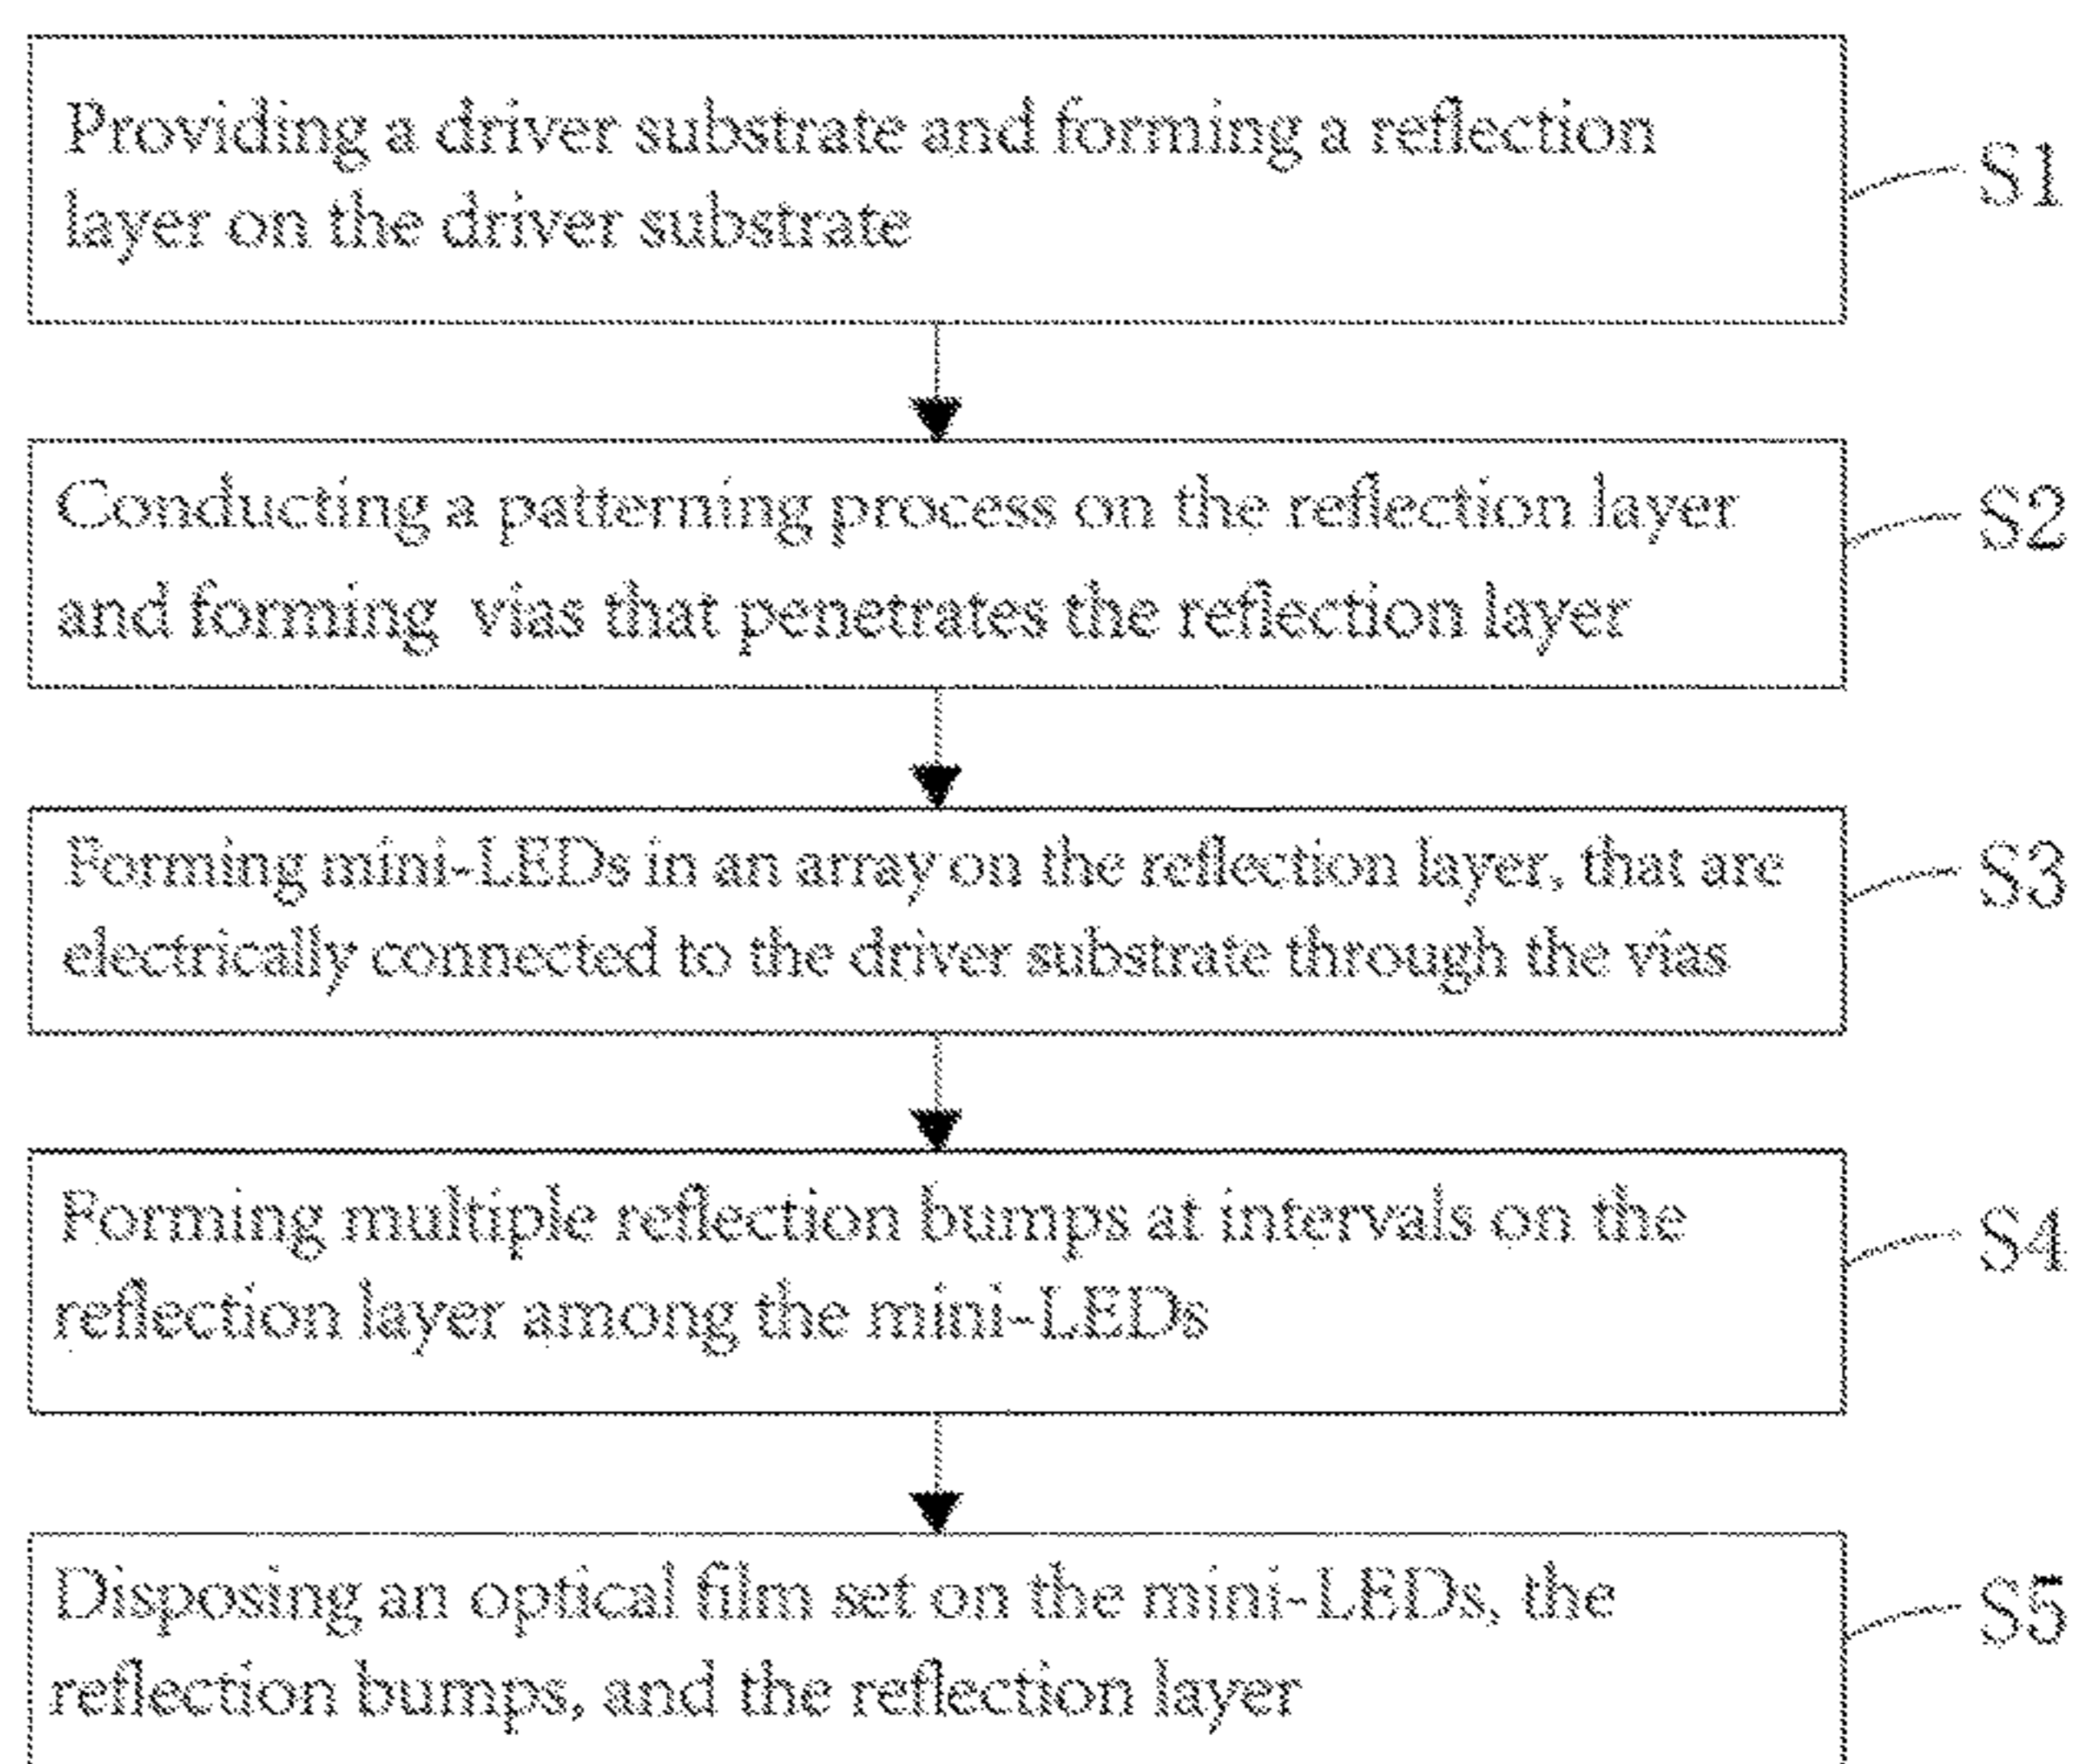 Providing a driver substrate and forming a reflection
layer on the driver substrate
S1
Conducting a patterning process on the reflection layer
and forming vias that penetrates the reflection layer
S2
Forming mini-LEDs in an array on the reflection layer, that are
electrically connected to the driver substrate through the vias
S3
Forming multiple reflection bumps at intervals on the
reflection layer among the mini-LEDs
S4
Disposing an optical film set on the mini-LEDs, the
reflection bumps, and the reflection layer
S5